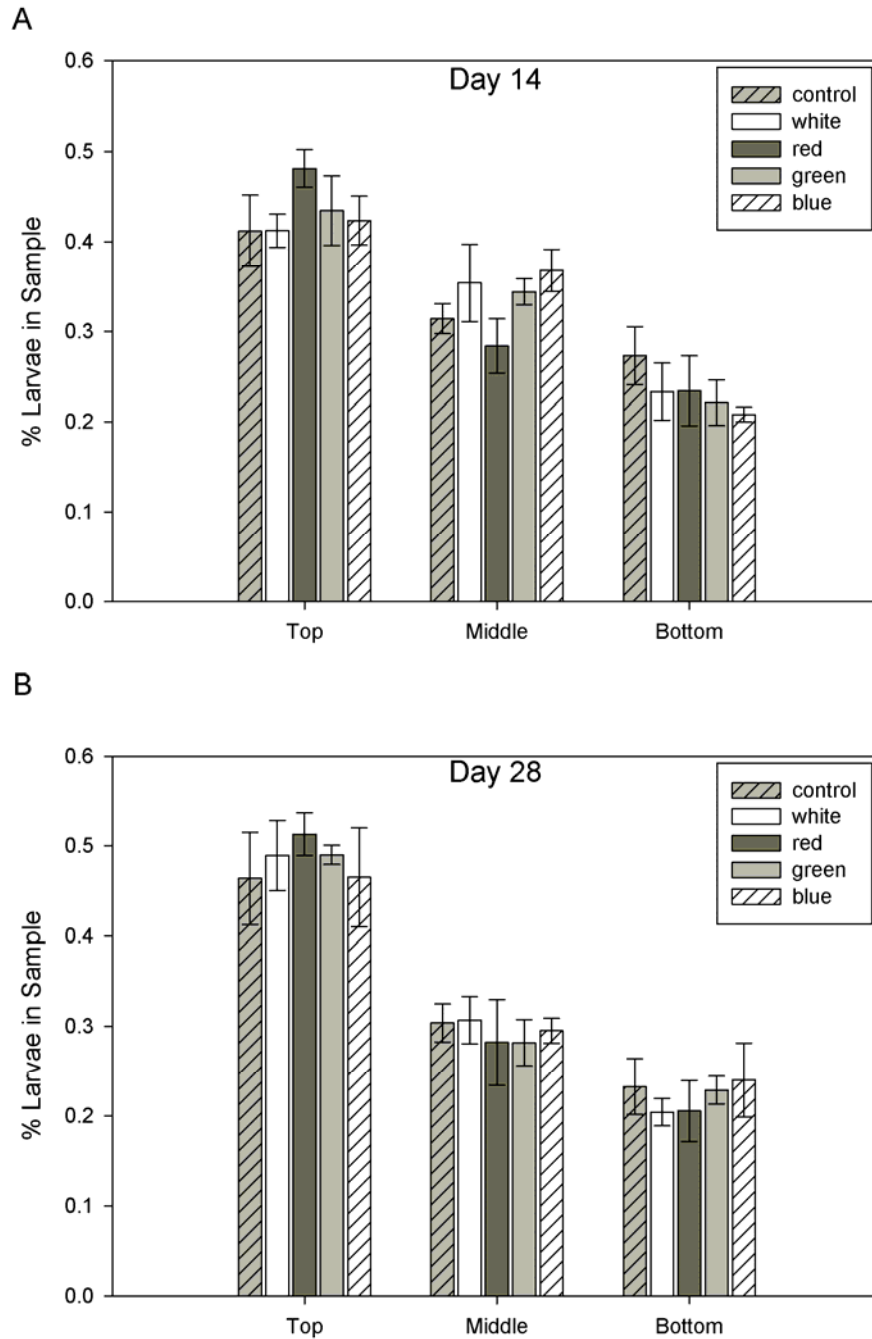 A
Day 14
control
white
red
green
blue
% Larvae in Sample
0.6
0.5
0.4
0.3
0.2
0.1
0.0
Top Middle Bottom
B
Day 28
control
white
red
green
blue
% Larvae in Sample
0.6
0.5
0.4
0.3
0.2
0.1
0.0
Top Middle Bottom